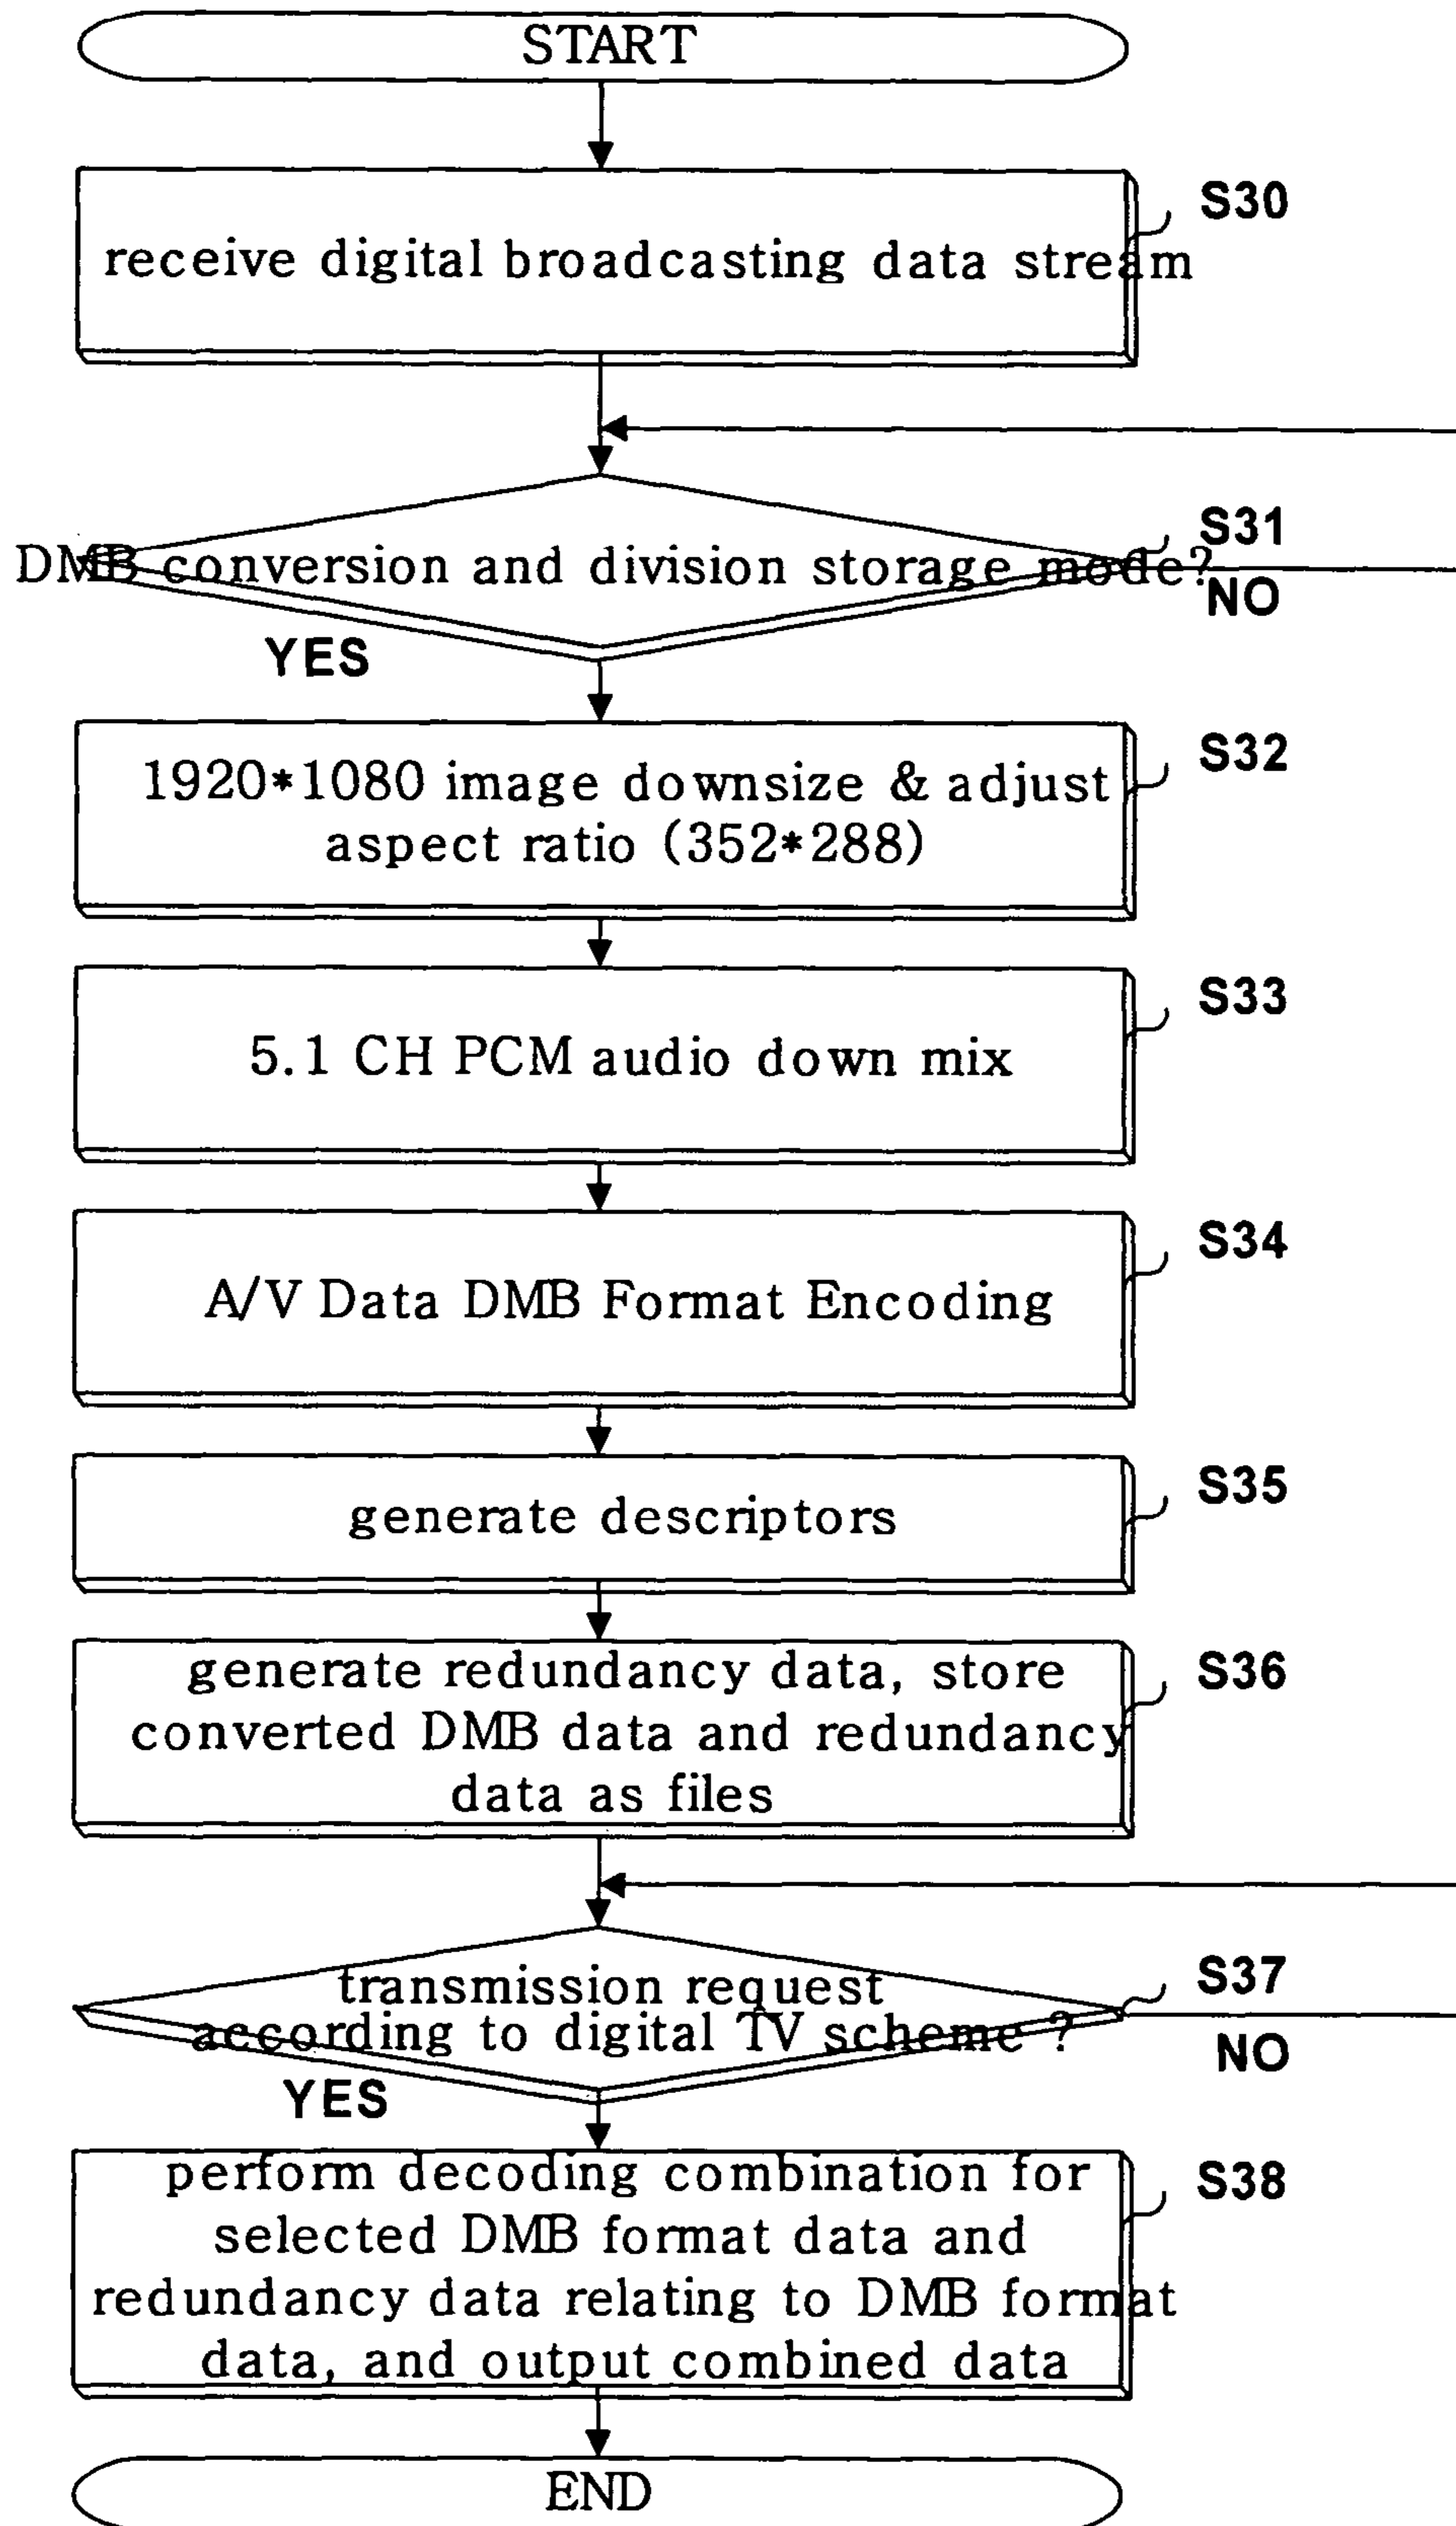 START
S30
receive digital broadcasting data stream
S31
DMB conversion and division storage mode?
NO
YES
S32
1920*1080 image downsize & adjust
aspect ratio (352*288)
S33
5.1 CH PCM audio down mix
S34
A/V Data DMB Format Encoding
S35
generate descriptors
S36
generate redundancy data, store
converted DMB data and redundancy
data as files
S37
transmission request
according to digital TV scheme ?
NO
YES
S38
perform decoding combination for
selected DMB format data and
redundancy data relating to DMB format
data, and output combined data
END